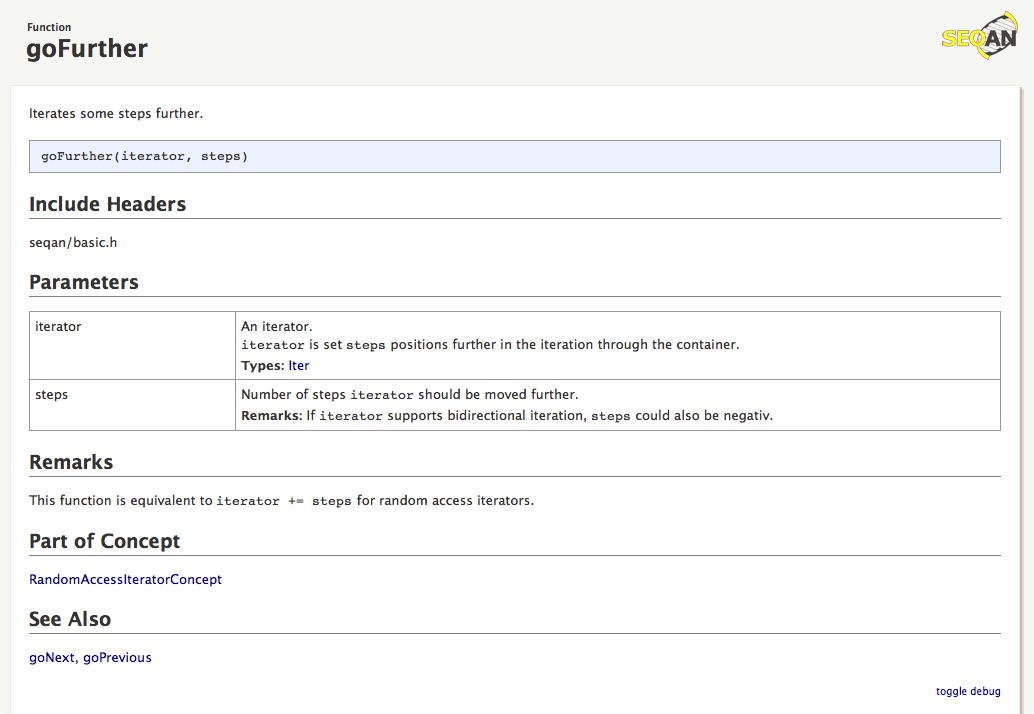 Function
goFurther
SEQAN
Iterates some steps further.
goFurther(iterator, steps)
Include Headers
seqan/basic.h
Parameters
iterator
An iterator.
iterator is set steps positions further in the iteration through the container.
Types: Iter
steps
Number of steps iterator should be moved further.
Remarks: If iterator supports bidirectional iteration, steps could also be negativ.
Remarks
This function is equivalent to iterator += steps for random access iterators.
Part of Concept
RandomAccessIteratorConcept
See Also
goNext, goPrevious
toggle debug